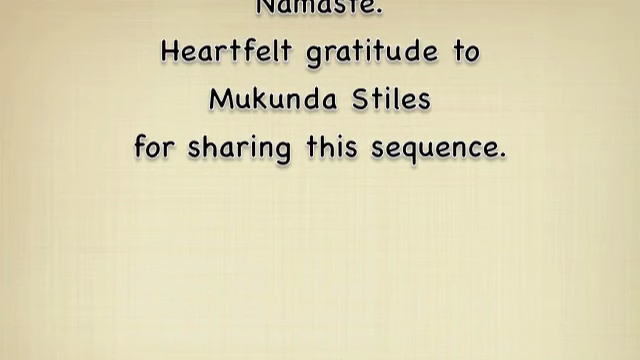 Namaste.
Heartfelt gratitude to
Mukunda Stiles
for sharing this sequence.